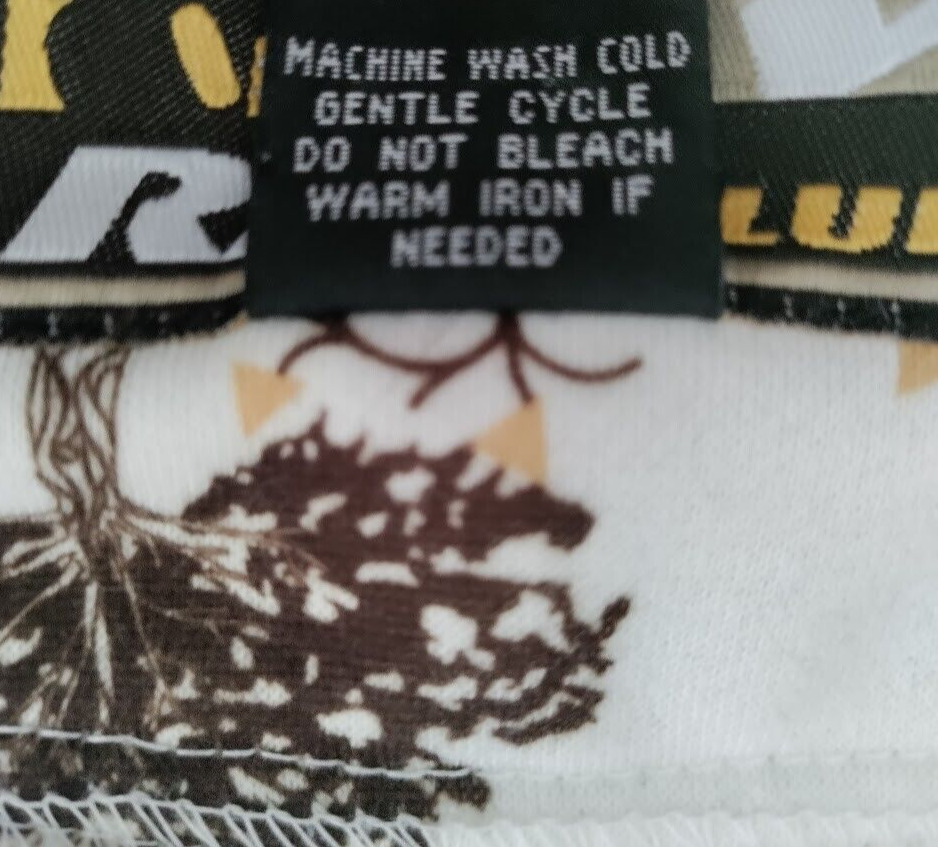 MACHINE WASH COLD
GENTLE CYCLE
DO NOT BLEACH
WARM IRON IF
NEEDED